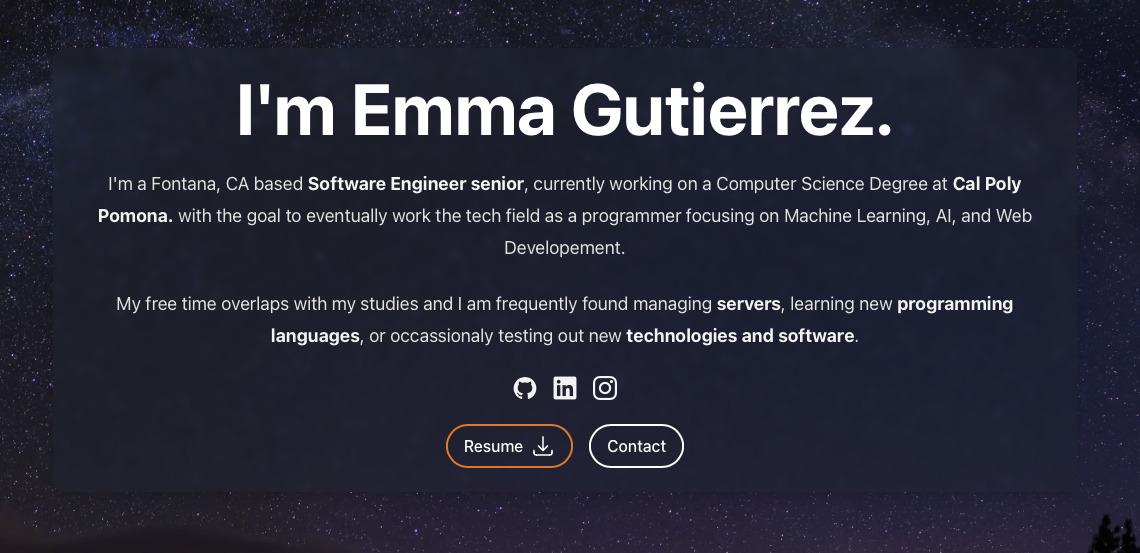 I'm Emma Gutierrez.
I'm a Fontana, CA based Software Engineer senior, currently working on a Computer Science Degree at Cal Poly
Pomona. with the goal to eventually work the tech field as a programmer focusing on Machine Learning, AI, and Web
Developement.
My free time overlaps with my studies and I am frequently found managing servers, learning new programming
languages, or occassionaly testing out new technologies and software.
in
Resume
Contact